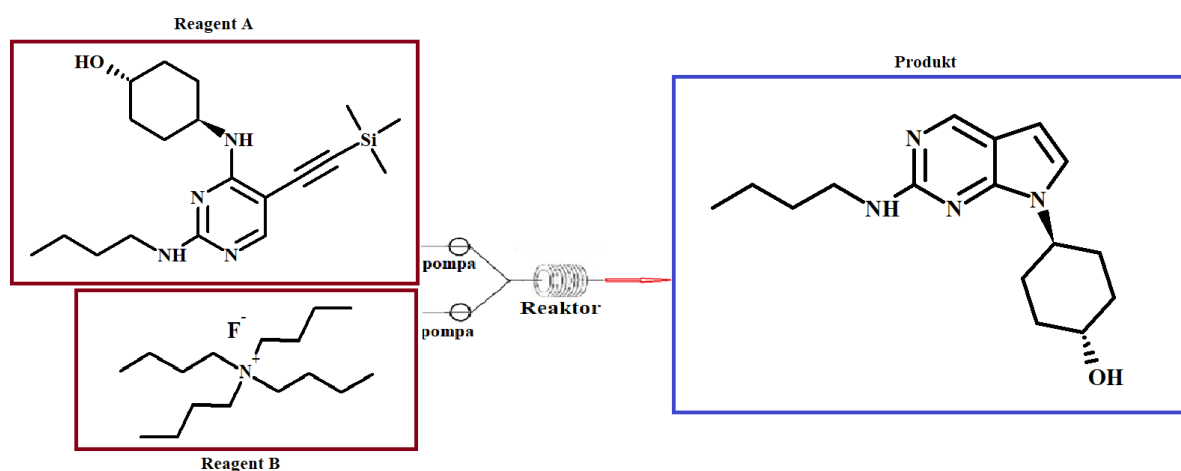 Reagent A
HO
NH
Si
N
NH
N
F-
N+
Reagent B
pompa
pompa
Reaktor
Produkt
N
NH
N
N
OH